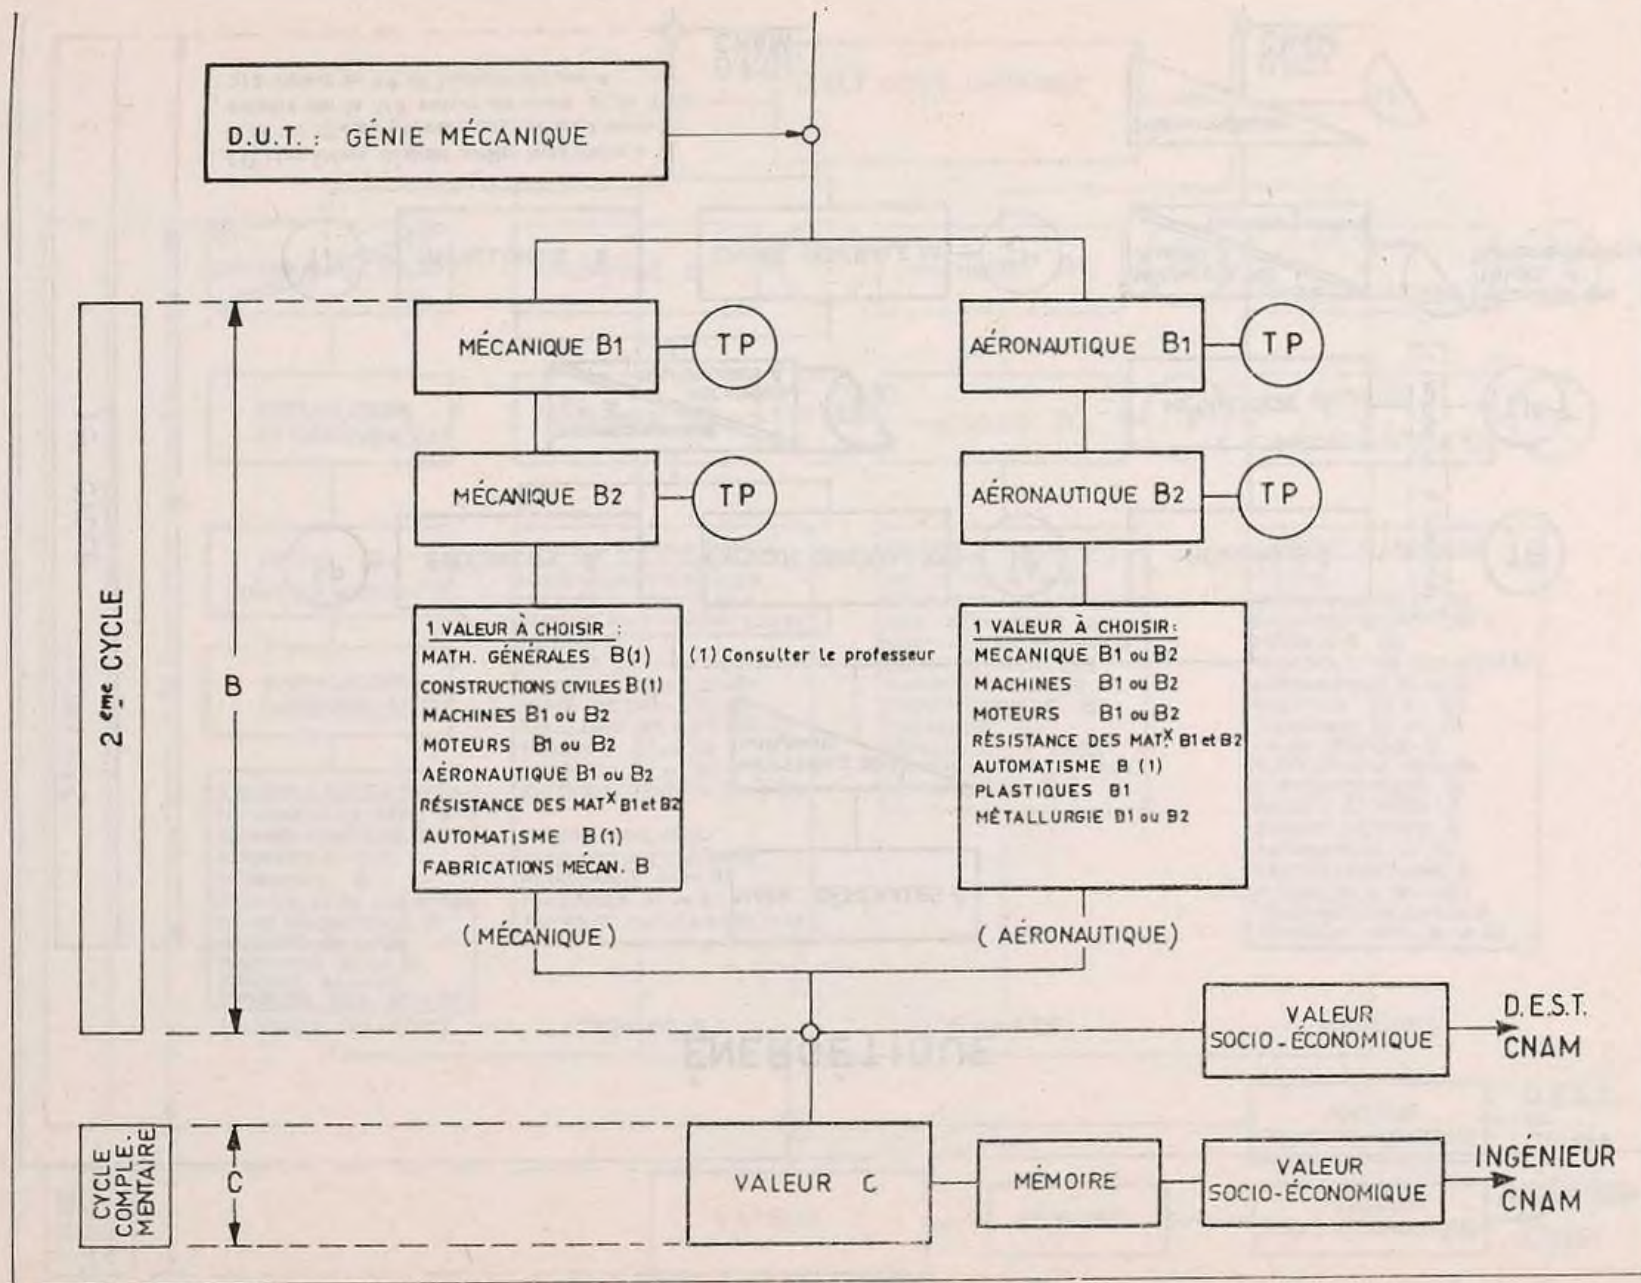 D.U.T. : GÉNIE MÉCANIQUE
2 eme CYCLE
B
MÉCANIQUE B1
TP
AÉRONAUTIQUE B1
TP
MÉCANIQUE B2
TP
AÉRONAUTIQUE B2
TP
1 VALEUR À CHOISIR :
MATH. GÉNÉRALES B(1)
CONSTRUCTIONS CIVILES B(1)
MACHINES B1 ou B2
MOTEURS B1 ou B2
AÉRONAUTIQUE B1 ou B2
RÉSISTANCE DES MATX B1 et B2
AUTOMATISME B(1)
FABRICATIONS MÉCAN. B
(1) Consulter le professeur
1 VALEUR À CHOISIR :
MECANIQUE B1 ou B2
MACHINES B1 ou B2
MOTEURS B1 ou B2
RÉSISTANCE DES MAT.X B1 et B2
AUTOMATISME B (1)
PLASTIQUES B1
MÉTALLURGIE B1 ou B2
(MÉCANIQUE)
(AÉRONAUTIQUE)
VALEUR
SOCIO-ÉCONOMIQUE
D.E.S.T.
CNAM
CYCLE
COMPLE.
MENTAIRE
C
VALEUR C
MÉMOIRE
VALEUR
SOCIO-ÉCONOMIQUE
INGÉNIEUR
CNAM